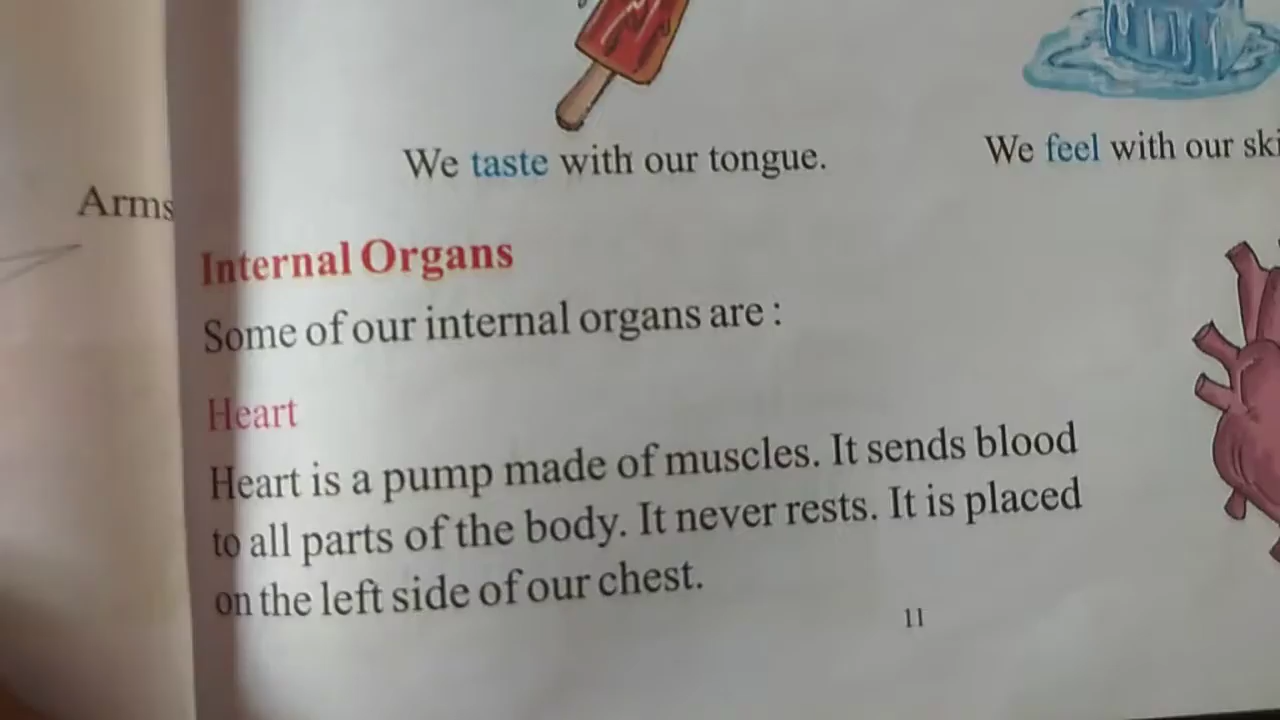 We taste with our tongue.
We feel with our ski
Arms
Internal Organs
Some of our internal organs are :
Heart
Heart is a pump made of muscles. It sends blood
to all parts of the body. It never rests. It is placed
on the left side of our chest.
11